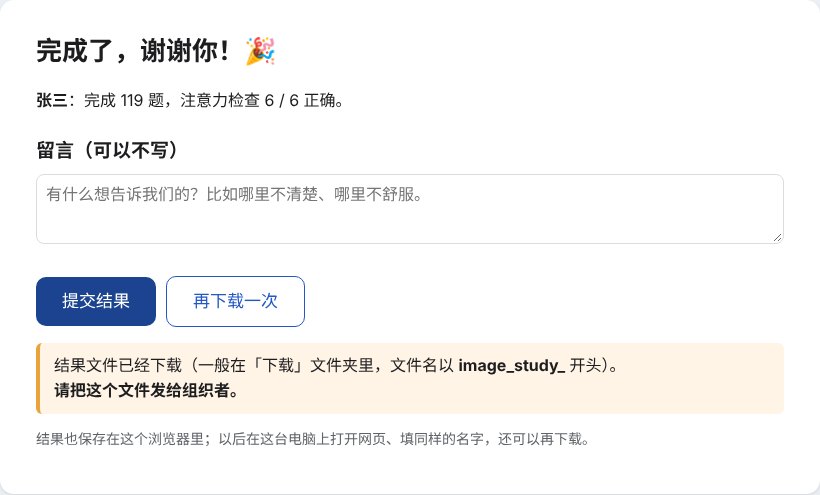 完成了，谢谢你！🎉
张三：完成 119 题，注意力检查 6 / 6 正确。
留言（可以不写）
有什么想告诉我们的？比如哪里不清楚、哪里不舒服。
提交结果
再下载一次
结果文件已经下载（一般在「下载」文件夹里，文件名以 image_study_ 开头）。
请把这个文件发给组织者。
结果也保存在这个浏览器里；以后在这台电脑上打开网页、填同样的名字，还可以再下载。